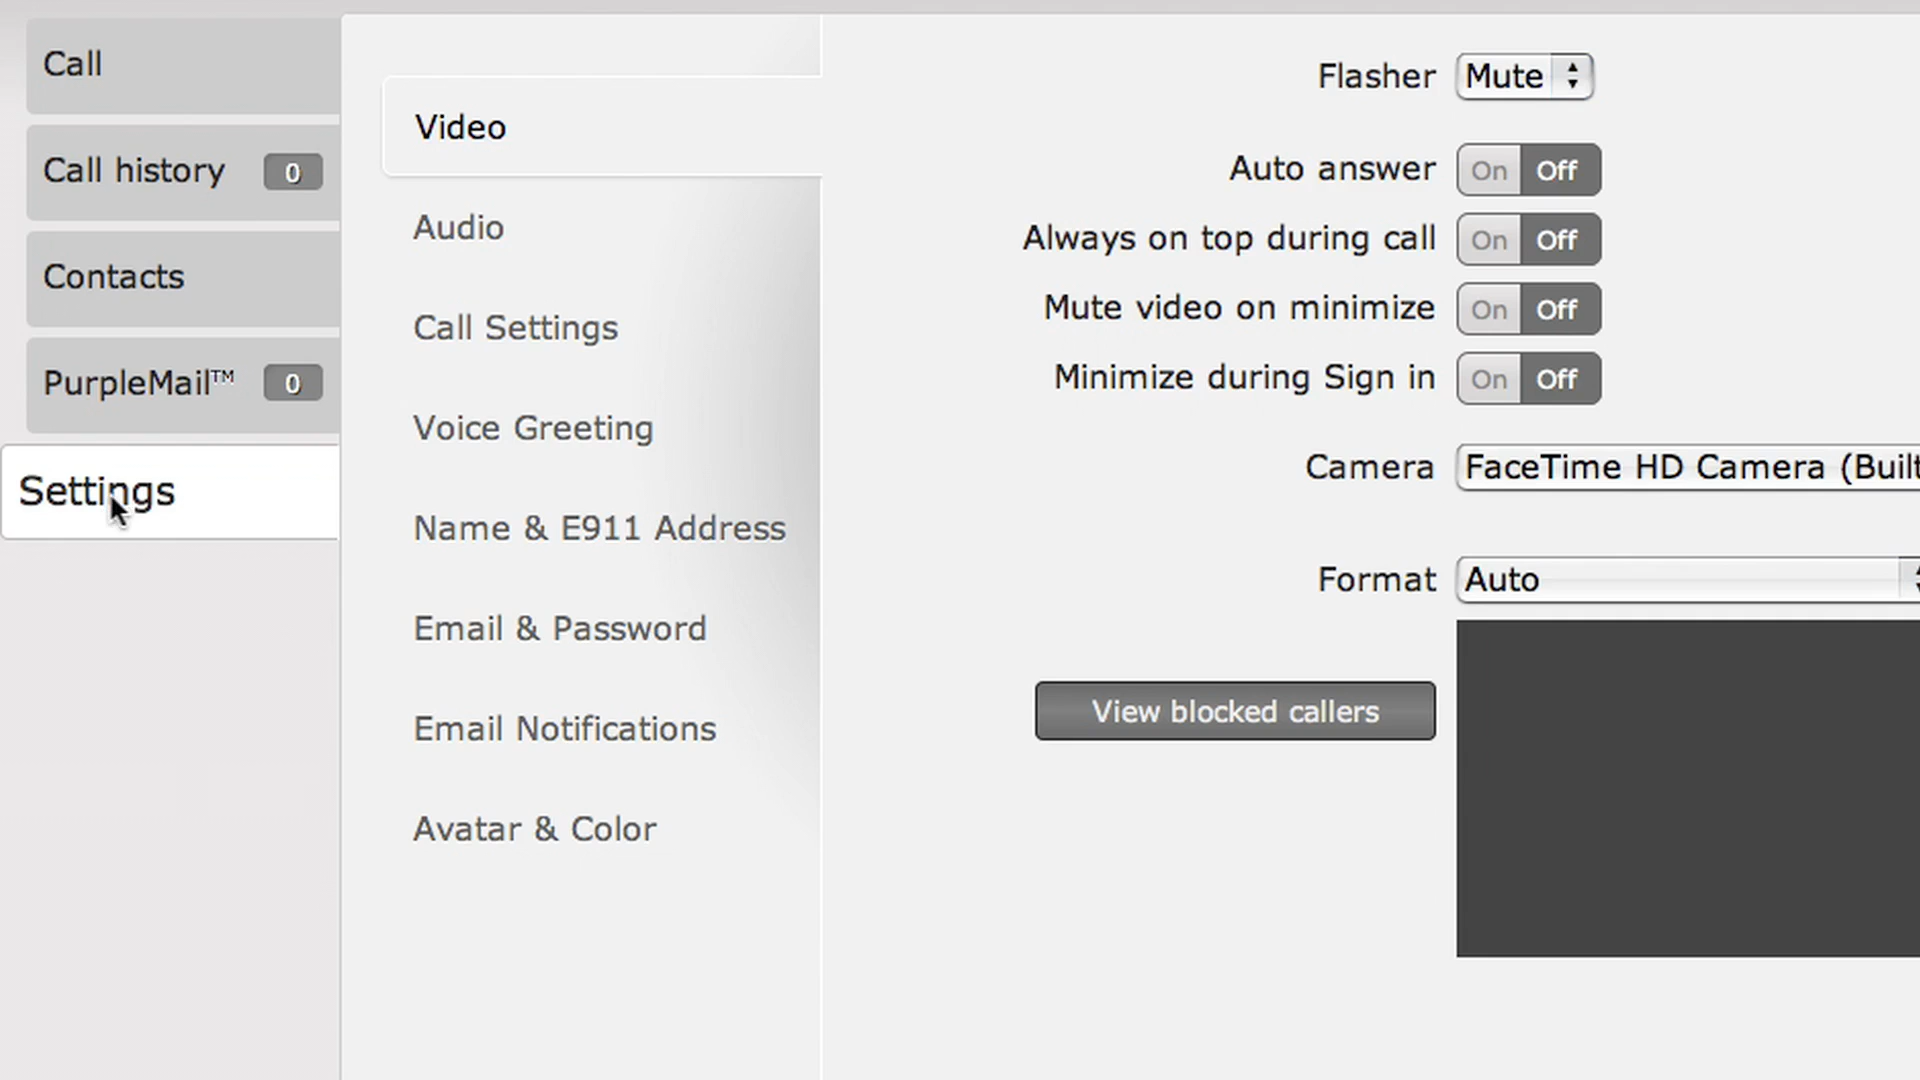 Call
Call history 0
Contacts
PurpleMail™ 0
Settings
Video
Audio
Call Settings
Voice Greeting
Name & E911 Address
Email & Password
Email Notifications
Avatar & Color
Flasher Mute
Auto answer On Off
Always on top during call On Off
Mute video on minimize On Off
Minimize during Sign in On Off
Camera FaceTime HD Camera (Built
Format Auto
View blocked callers